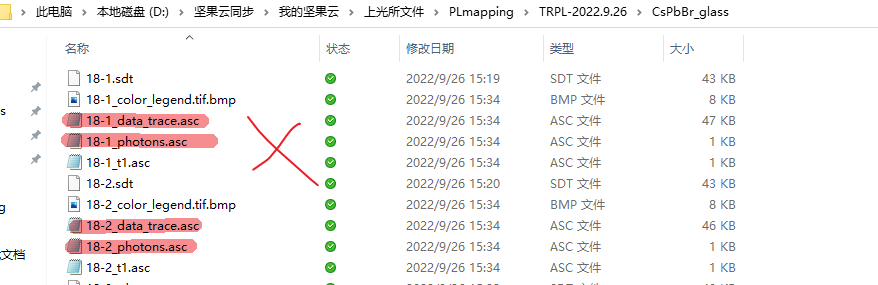 此电脑 › 本地磁盘 (D:) › 坚果云同步 › 我的坚果云 › 上光所文件 › PLmapping › TRPL-2022.9.26 › CsPbBr_glass
名称 状态 修改日期 类型 大小
18-1.sdt 2022/9/26 15:19 SDT 文件 43 KB
18-1_color_legend.tif.bmp 2022/9/26 15:34 BMP 文件 8 KB
18-1_data_trace.asc 2022/9/26 15:34 ASC 文件 47 KB
18-1_photons.asc 2022/9/26 15:34 ASC 文件 1 KB
18-1_t1.asc 2022/9/26 15:34 ASC 文件 1 KB
18-2.sdt 2022/9/26 15:20 SDT 文件 43 KB
18-2_color_legend.tif.bmp 2022/9/26 15:34 BMP 文件 8 KB
18-2_data_trace.asc 2022/9/26 15:34 ASC 文件 46 KB
18-2_photons.asc 2022/9/26 15:34 ASC 文件 1 KB
文档
18-2_t1.asc 2022/9/26 15:34 ASC 文件 1 KB